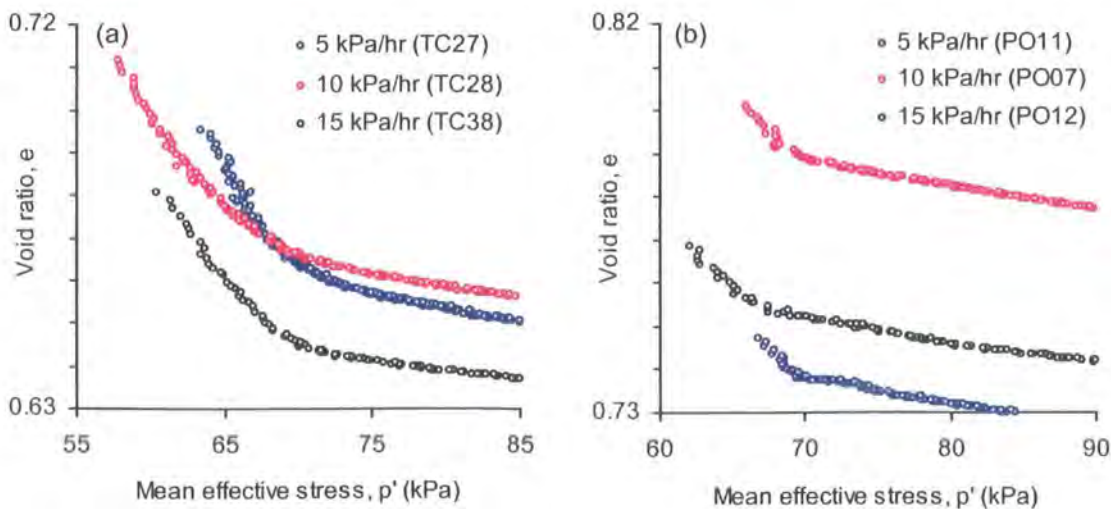 0.72
(a)
5 kPa/hr (TC27)
10 kPa/hr (TC28)
15 kPa/hr (TC38)
Void ratio, e
0.63
55
65
75
85
Mean effective stress, p' (kPa)
0.82
(b)
5 kPa/hr (PO11)
10 kPa/hr (PO07)
15 kPa/hr (PO12)
Void ratio, e
0.73
60
70
80
90
Mean effective stress, p' (kPa)